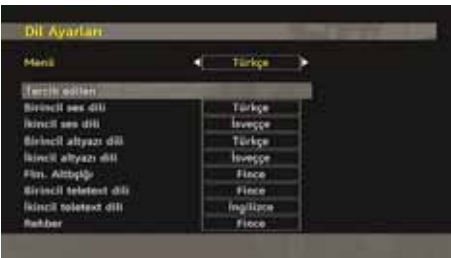 Dil Ayarları
Menü Türkçe
Tercih edilen
Birincil ses dili Türkçe
İkincil ses dili İsveççe
Birincil altyazı dili Türkçe
İkincil altyazı dili İsveççe
Fin. Altbşlğı Fince
Birincil teletext dili Fince
İkincil teletext dili İngilizce
Rehber Fince